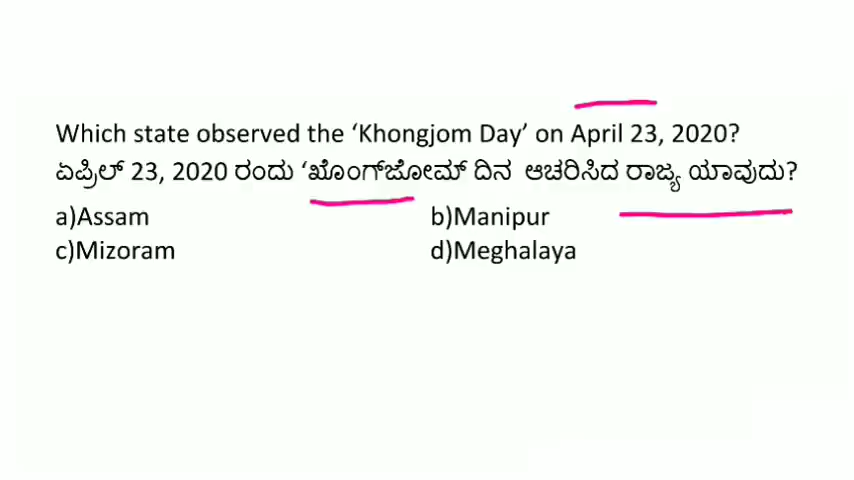 Which state observed the ‘Khongjom Day’ on April 23, 2020?
ಏಪ್ರಿಲ್ 23, 2020 ರಂದು ‘ಖೊಂಗ್‌ಜೋಮ್ ದಿನ ಆಚರಿಸಿದ ರಾಜ್ಯ ಯಾವುದು?
a)Assam b)Manipur
c)Mizoram d)Meghalaya